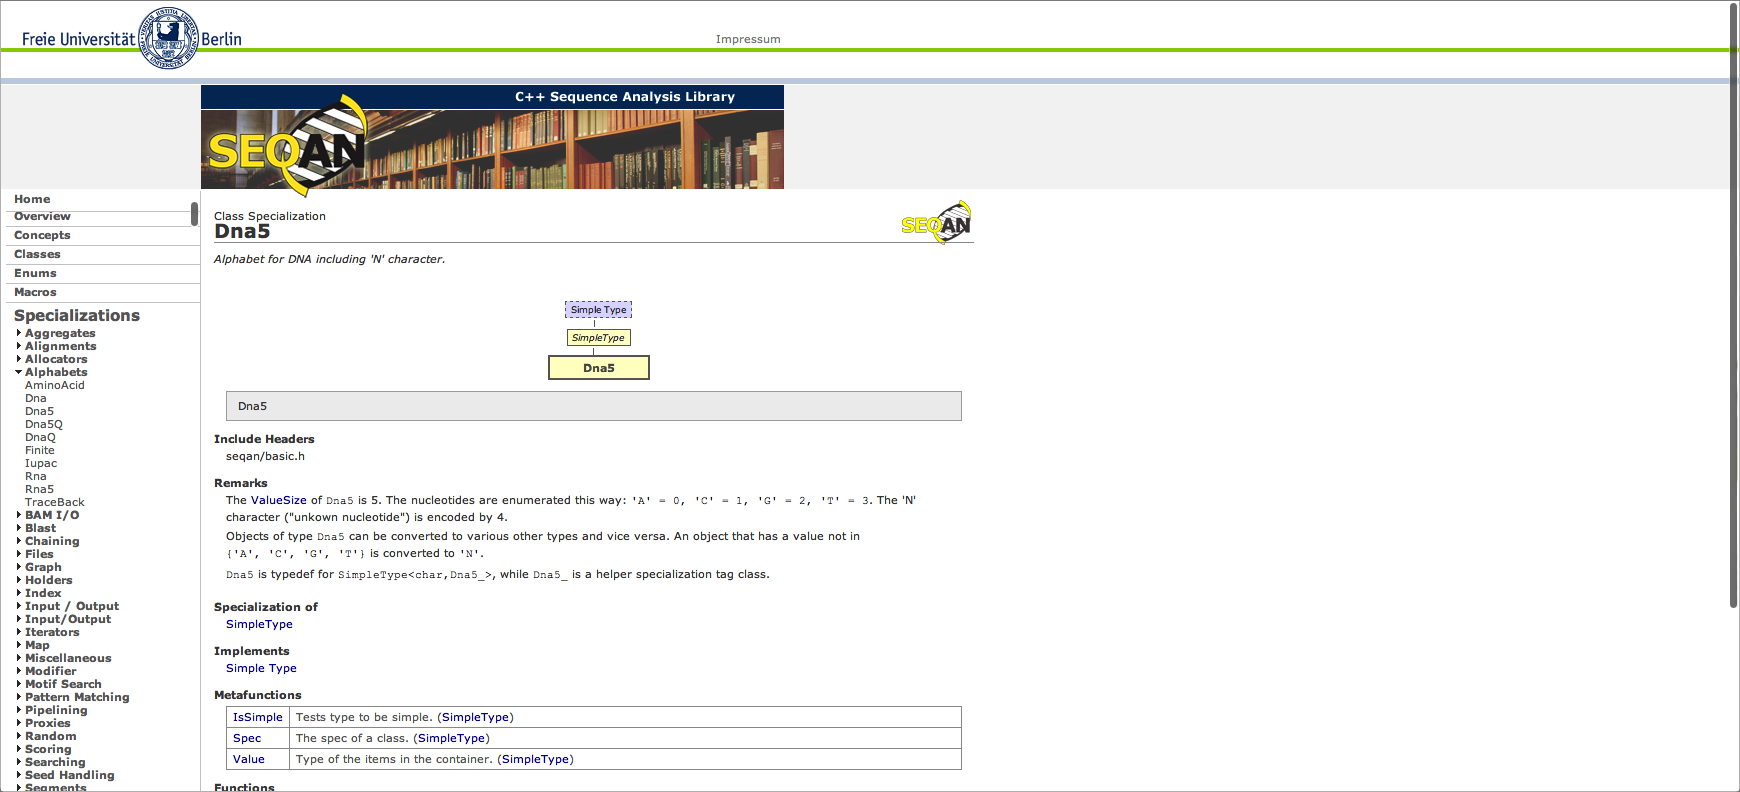 Freie Universität Berlin
Impressum
C++ Sequence Analysis Library
SEQAN
Home
Overview
Concepts
Classes
Enums
Macros
Specializations
Aggregates
Alignments
Allocators
Alphabets
AminoAcid
Dna
Dna5
Dna5Q
DnaQ
Finite
Iupac
Rna
Rna5
TraceBack
BAM I/O
Blast
Chaining
Files
Graph
Holders
Index
Input / Output
Input/Output
Iterators
Map
Miscellaneous
Modifier
Motif Search
Pattern Matching
Pipelining
Proxies
Random
Scoring
Searching
Seed Handling
Segments
Class Specialization
Dna5
SEQAN
Alphabet for DNA including 'N' character.
Simple Type
SimpleType
Dna5
Dna5
Include Headers
seqan/basic.h
Remarks
The ValueSize of Dna5 is 5. The nucleotides are enumerated this way: 'A' = 0, 'C' = 1, 'G' = 2, 'T' = 3. The 'N'
character ("unkown nucleotide") is encoded by 4.
Objects of type Dna5 can be converted to various other types and vice versa. An object that has a value not in
{'A', 'C', 'G', 'T'} is converted to 'N'.
Dna5 is typedef for SimpleType<char,Dna5_>, while Dna5_ is a helper specialization tag class.
Specialization of
SimpleType
Implements
Simple Type
Metafunctions
IsSimple Tests type to be simple. (SimpleType)
Spec The spec of a class. (SimpleType)
Value Type of the items in the container. (SimpleType)
Functions